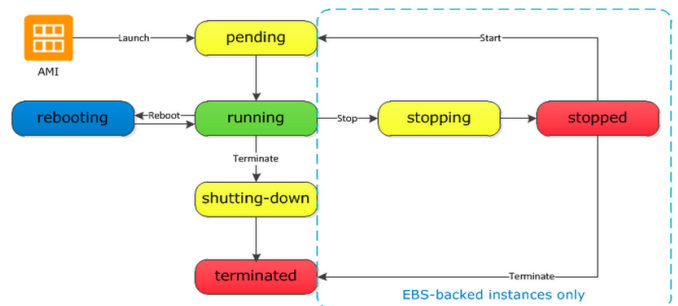 Launch
pending
Start
AMI
rebooting
Reboot
running
Stop
stopping
stopped
Terminate
shutting-down
terminated
Terminate
EBS-backed instances only